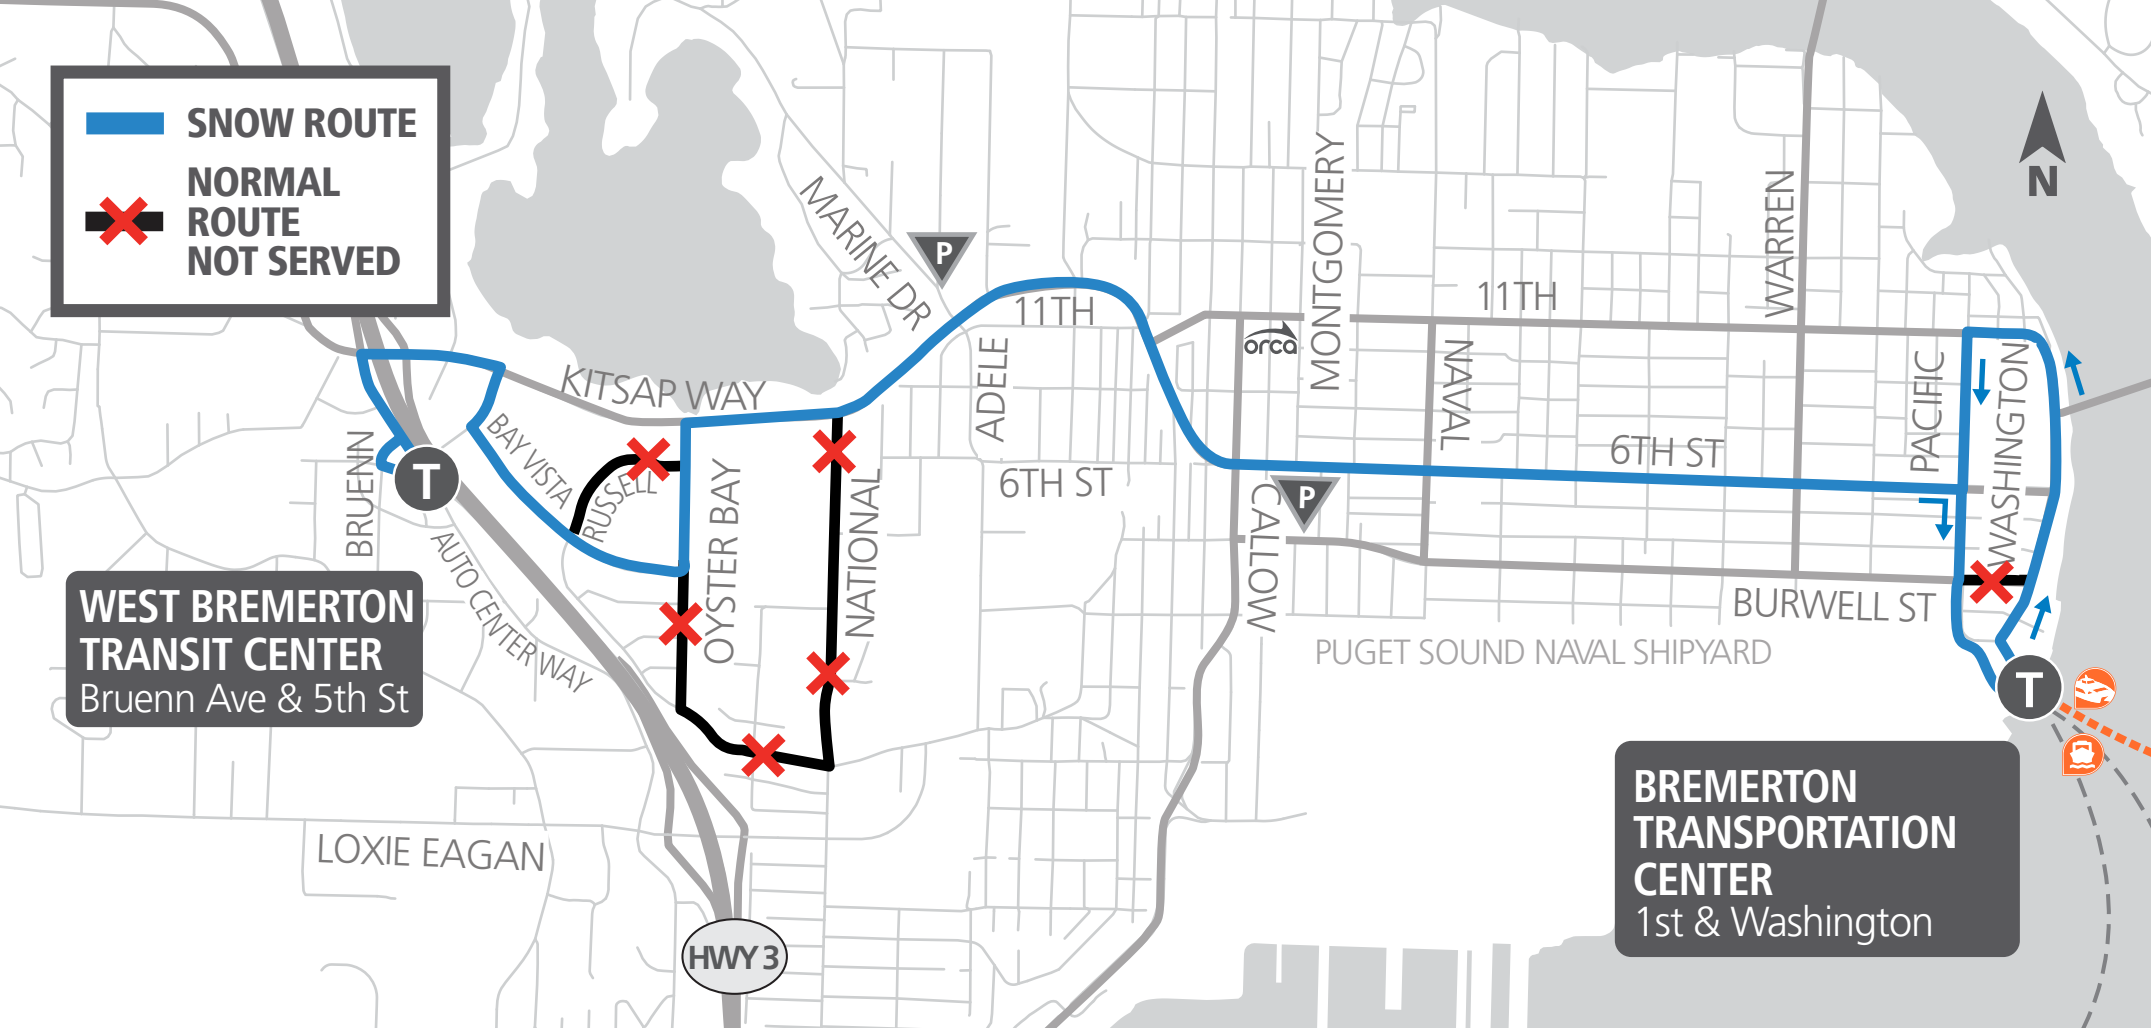 SNOW ROUTE
NORMAL
ROUTE
NOT SERVED
N
MARINE DR
P
11TH
MONTGOMERY
11TH
WARREN
orca
KITSAP WAY
ADELE
NAVAL
PACIFIC
WASHINGTON
BAY VISTA
RUSSELL
BRUENN
T
OYSTER BAY
NATIONAL
6TH ST
6TH ST
P
CALLOW
AUTO CENTER WAY
WEST BREMERTON
TRANSIT CENTER
Bruenn Ave & 5th St
BURWELL ST
PUGET SOUND NAVAL SHIPYARD
T
BREMERTON
TRANSPORTATION
CENTER
1st & Washington
LOXIE EAGAN
HWY 3